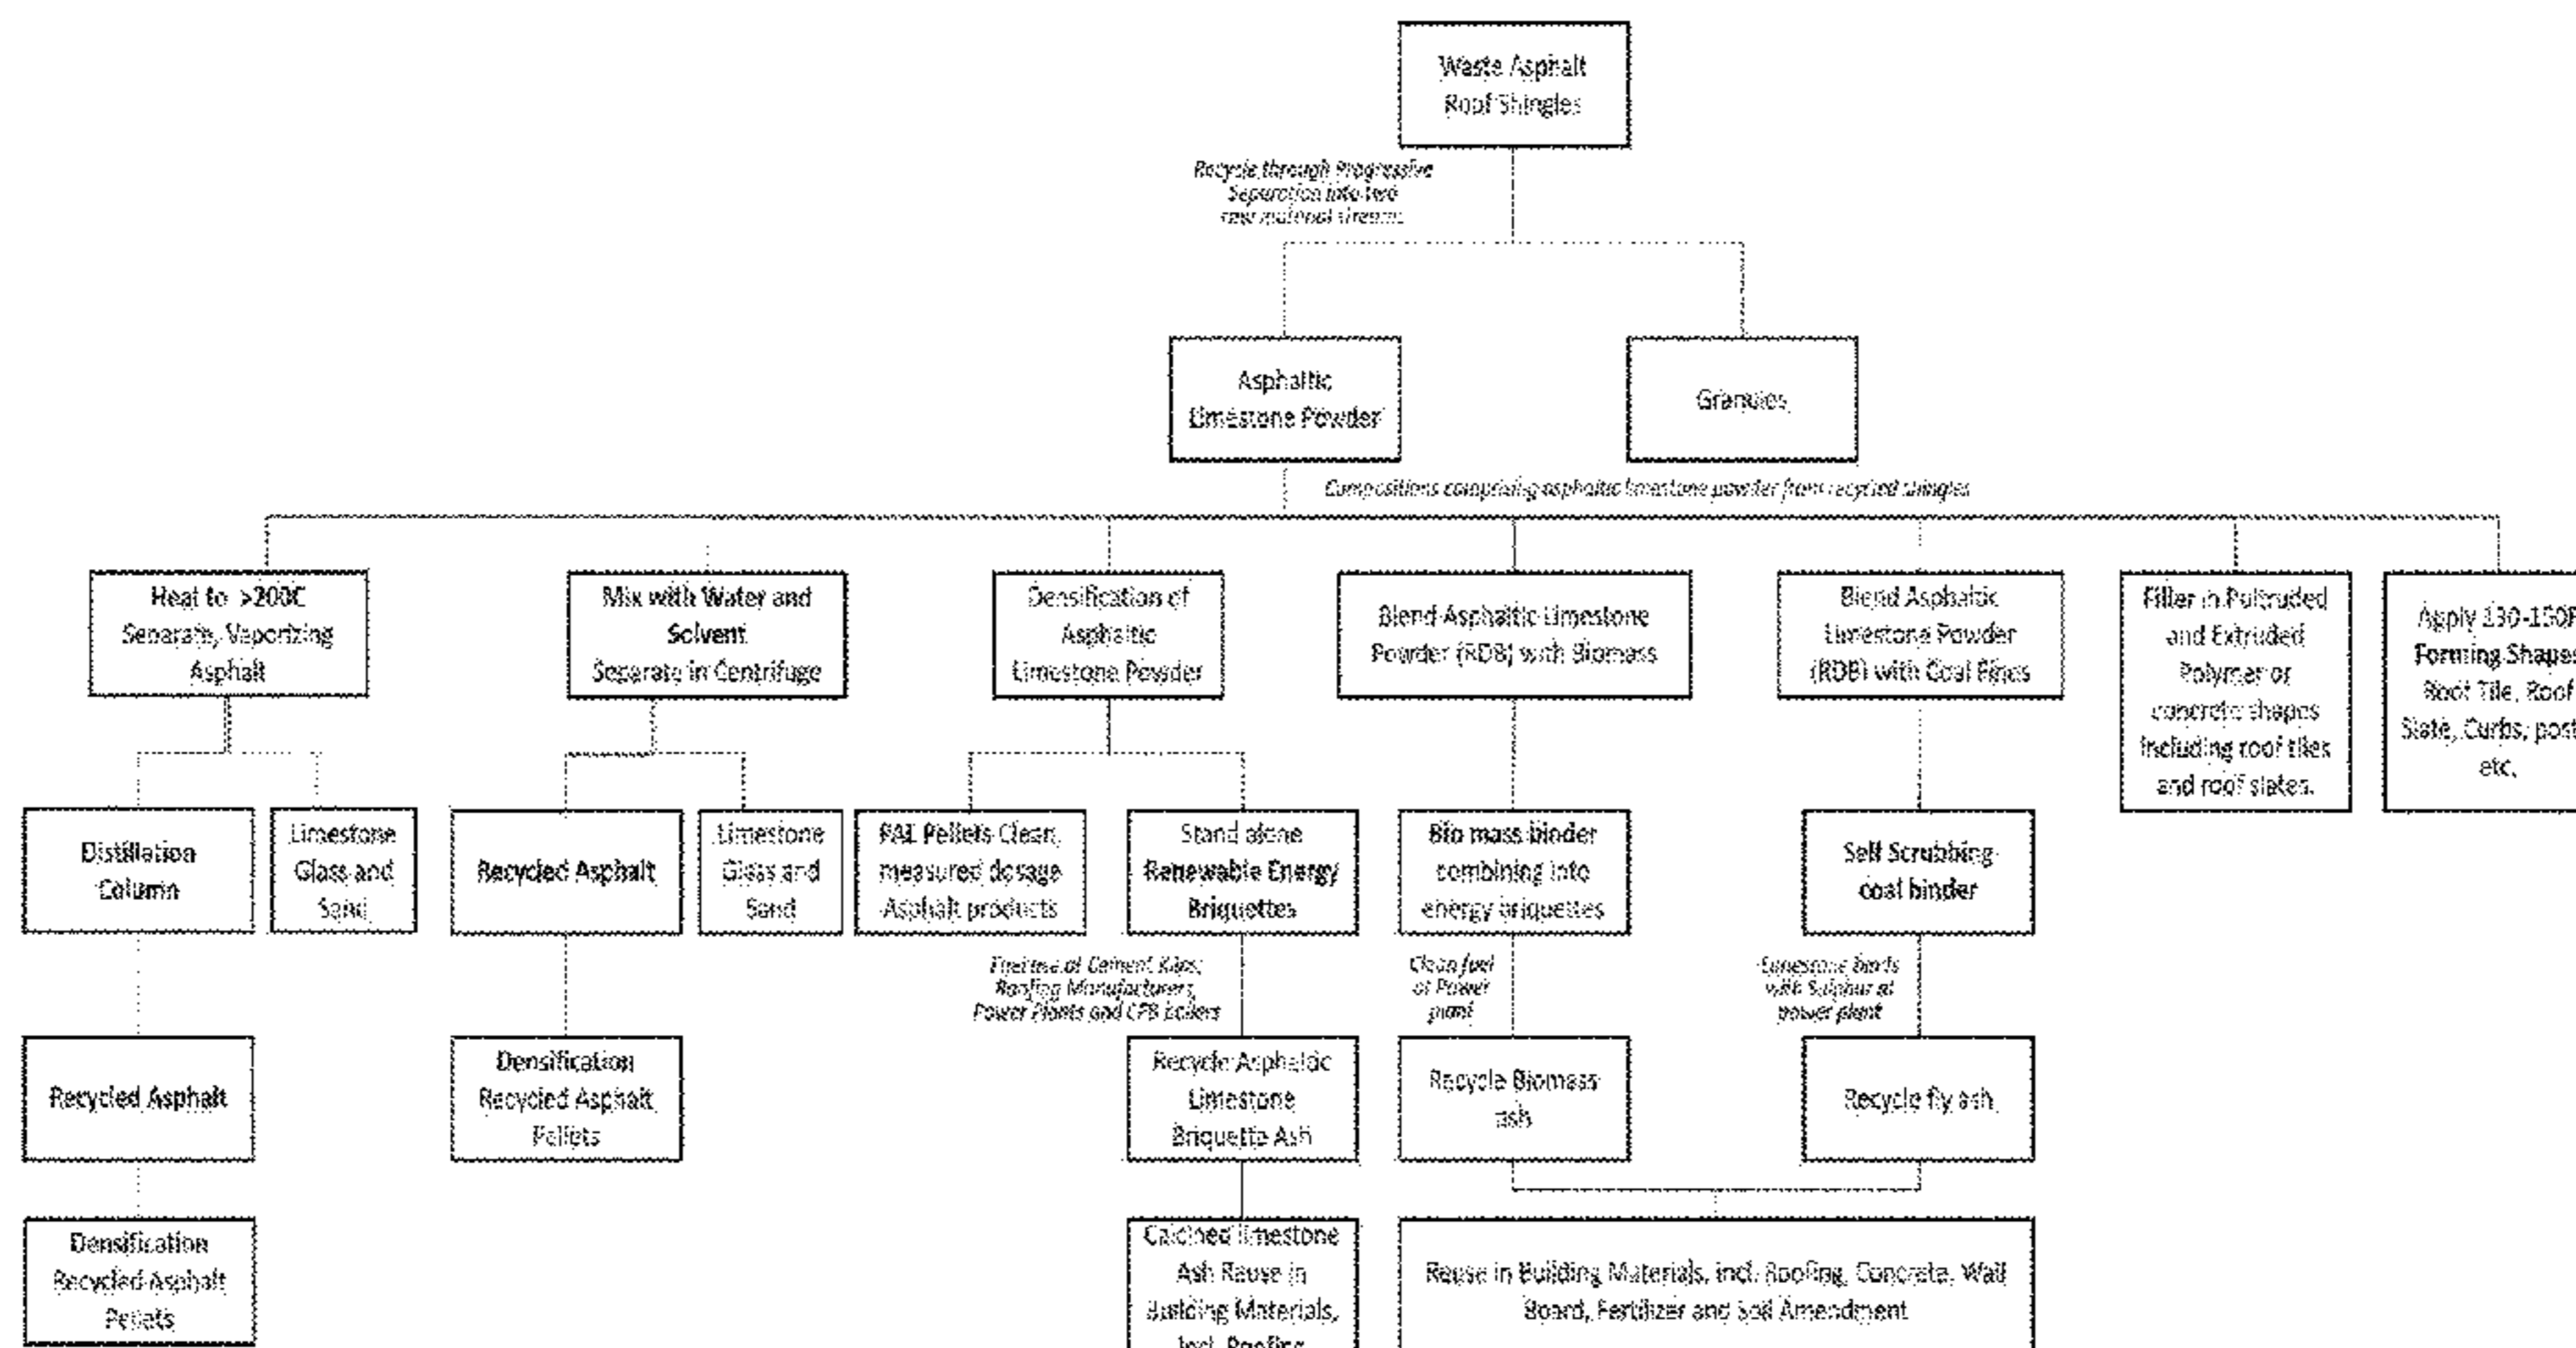 Waste Asphalt
Roof Shingles
Recycle through Progressive
Separation into two
raw material streams
Asphaltic
Limestone Powder
Granules
Compositions comprising asphaltic limestone powder from recycled shingles
Heat to >200C
Separate, Vaporizing
Asphalt
Mix with Water and
Solvent
Separate in Centrifuge
Densification of
Asphaltic
Limestone Powder
Blend Asphaltic Limestone
Powder (RDB) with Biomass
Blend Asphaltic
Limestone Powder
(RDB) with Coal Fines
Filler in Pultruded
and Extruded
Polymer or
concrete shapes
including roof tiles
and roof slates.
Apply 130-150F
Forming Shapes
Roof Tile, Roof
Slate, Curbs, post
etc.
Distillation
Column
Limestone
Glass and
Sand
Recycled Asphalt
Limestone
Glass and
Sand
PAL Pellets Clean,
measured dosage
Asphalt products
Stand alone
Renewable Energy
Briquettes
Bio mass binder
combining into
energy briquettes
Self Scrubbing
coal binder
Fuel use at Cement Kilns,
Roofing Manufacturers,
Power Plants and CFB boilers
Clean fuel
at Power
plant
Limestone binds
with Sulphur at
power plant
Recycled Asphalt
Densification
Recycled Asphalt
Pellets
Recycle Asphaltic
Limestone
Briquette Ash
Recycle Biomass
ash
Recycle fly ash
Densification
Recycled Asphalt
Pellets
Calcined limestone
Ash Reuse in
Building Materials,
incl. Roofing
Reuse in Building Materials, incl. Roofing, Concrete, Wall
Board, Fertilizer and Soil Amendment